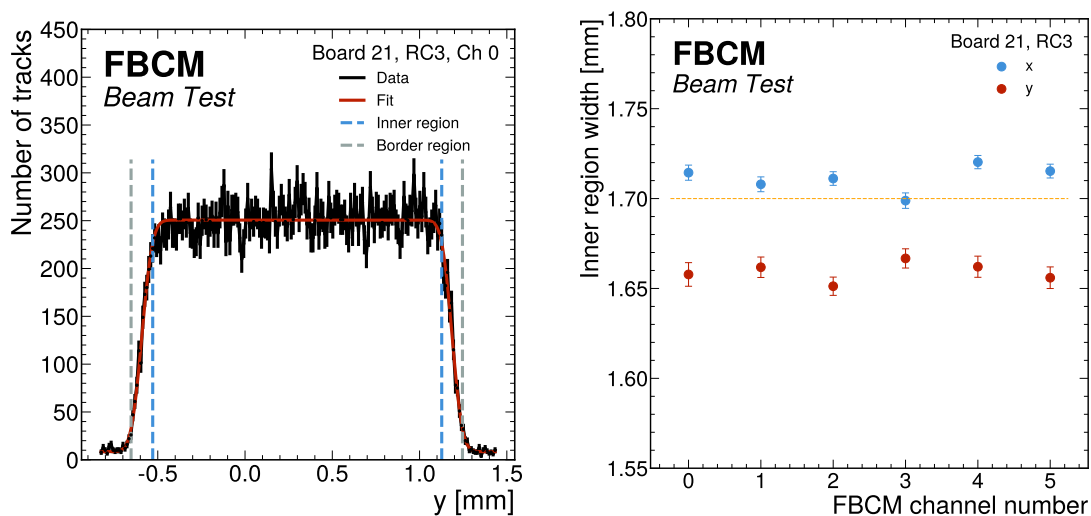 Number of tracks
450
400
350
300
250
200
150
100
50
0
FBCM
Beam Test
Board 21, RC3, Ch 0
Data
Fit
Inner region
Border region
-0.5
0.0
0.5
1.0
1.5
y [mm]
Inner region width [mm]
1.80
1.75
1.70
1.65
1.60
1.55
FBCM
Beam Test
Board 21, RC3
x
y
0
1
2
3
4
5
FBCM channel number